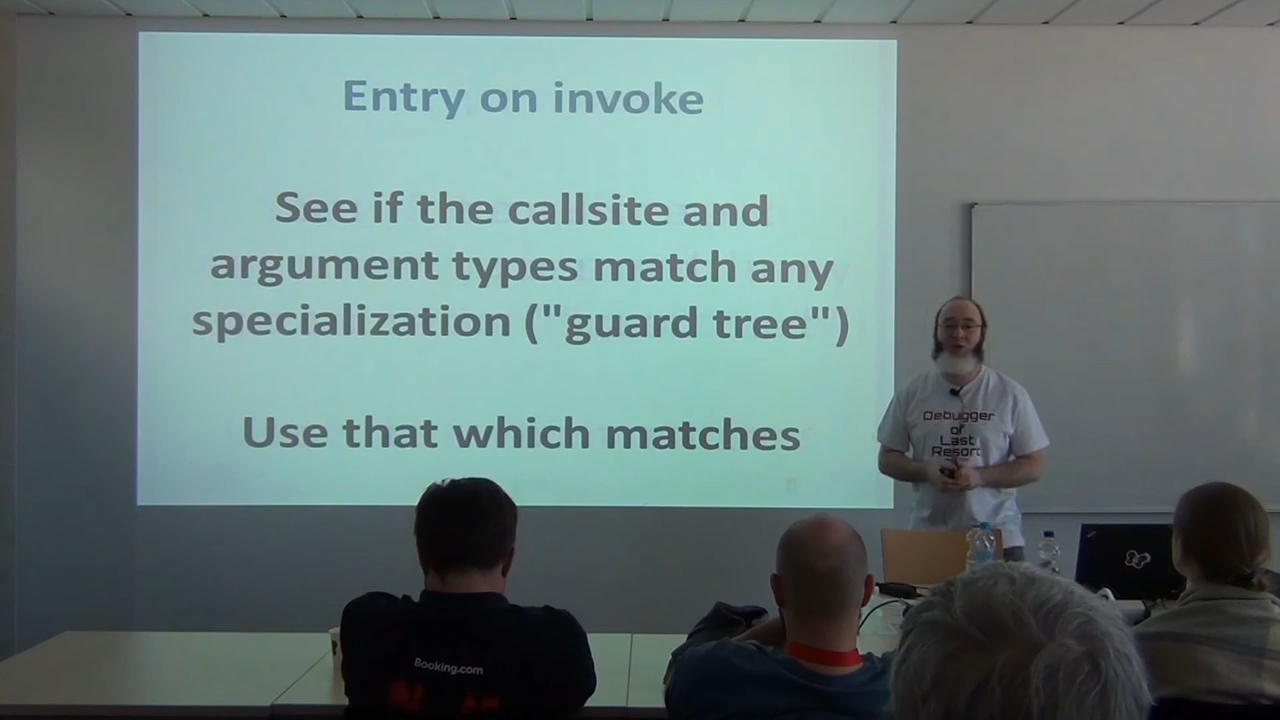 Entry on invoke
See if the callsite and
argument types match any
specialization ("guard tree")
Use that which matches
Debugger
of
Last
Resort
Booking.com